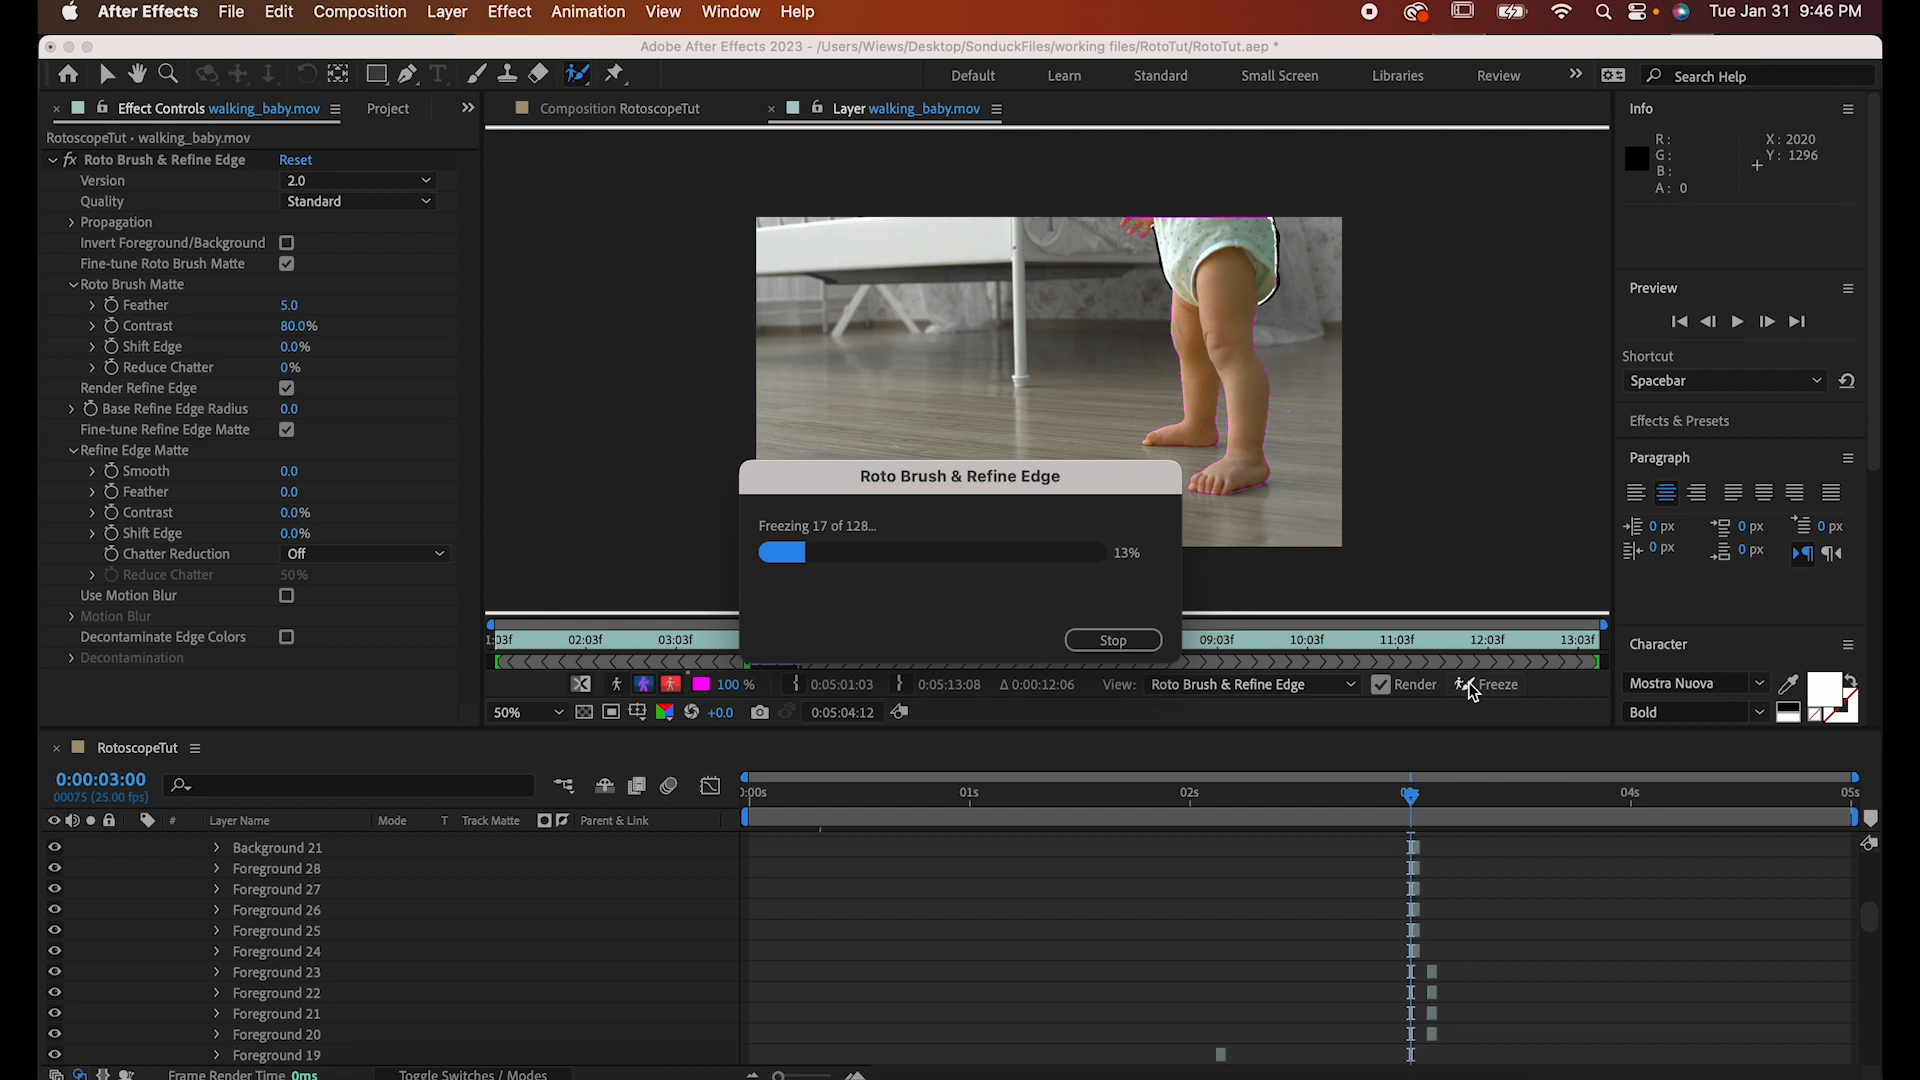 After Effects File Edit Composition Layer Effect Animation View Window Help Tue Jan 31 9:46 PM
Adobe After Effects 2023 - /Users/Wiews/Desktop/SonduckFiles/working files/RotoTut/RotoTut.aep *
Default Learn Standard Small Screen Libraries Review Search Help
Effect Controls walking_baby.mov Project
Composition RotoscopeTut Layer walking_baby.mov
Info
RotoscopeTut • walking_baby.mov
fx Roto Brush & Refine Edge Reset
Version 2.0
Quality Standard
Propagation
Invert Foreground/Background
Fine-tune Roto Brush Matte
Roto Brush Matte
Feather 5.0
Contrast 80.0%
Shift Edge 0.0%
Reduce Chatter 0%
Render Refine Edge
Base Refine Edge Radius 0.0
Fine-tune Refine Edge Matte
Refine Edge Matte
Smooth 0.0
Feather 0.0
Contrast 0.0%
Shift Edge 0.0%
Chatter Reduction Off
Reduce Chatter 50%
Use Motion Blur
Motion Blur
Decontaminate Edge Colors
Decontamination
R:
G:
B:
A: 0
X: 2020
Y: 1296
Preview
Shortcut
Spacebar
Effects & Presets
Paragraph
0 px 0 px 0 px
0 px 0 px
Character
Mostra Nuova
Bold
Roto Brush & Refine Edge
Freezing 17 of 128...
13%
Stop
1:03f 02:03f 03:03f 09:03f 10:03f 11:03f 12:03f 13:03f
100 % 0:05:01:03 0:05:13:08 Δ 0:00:12:06 View: Roto Brush & Refine Edge Render Freeze
50% +0.0 0:05:04:12
RotoscopeTut
0:00:03:00
00075 (25.00 fps)
0:00s 01s 02s 04s 05s
# Layer Name Mode T Track Matte Parent & Link
Background 21
Foreground 28
Foreground 27
Foreground 26
Foreground 25
Foreground 24
Foreground 23
Foreground 22
Foreground 21
Foreground 20
Foreground 19
Frame Render Time 0ms Toggle Switches / Modes